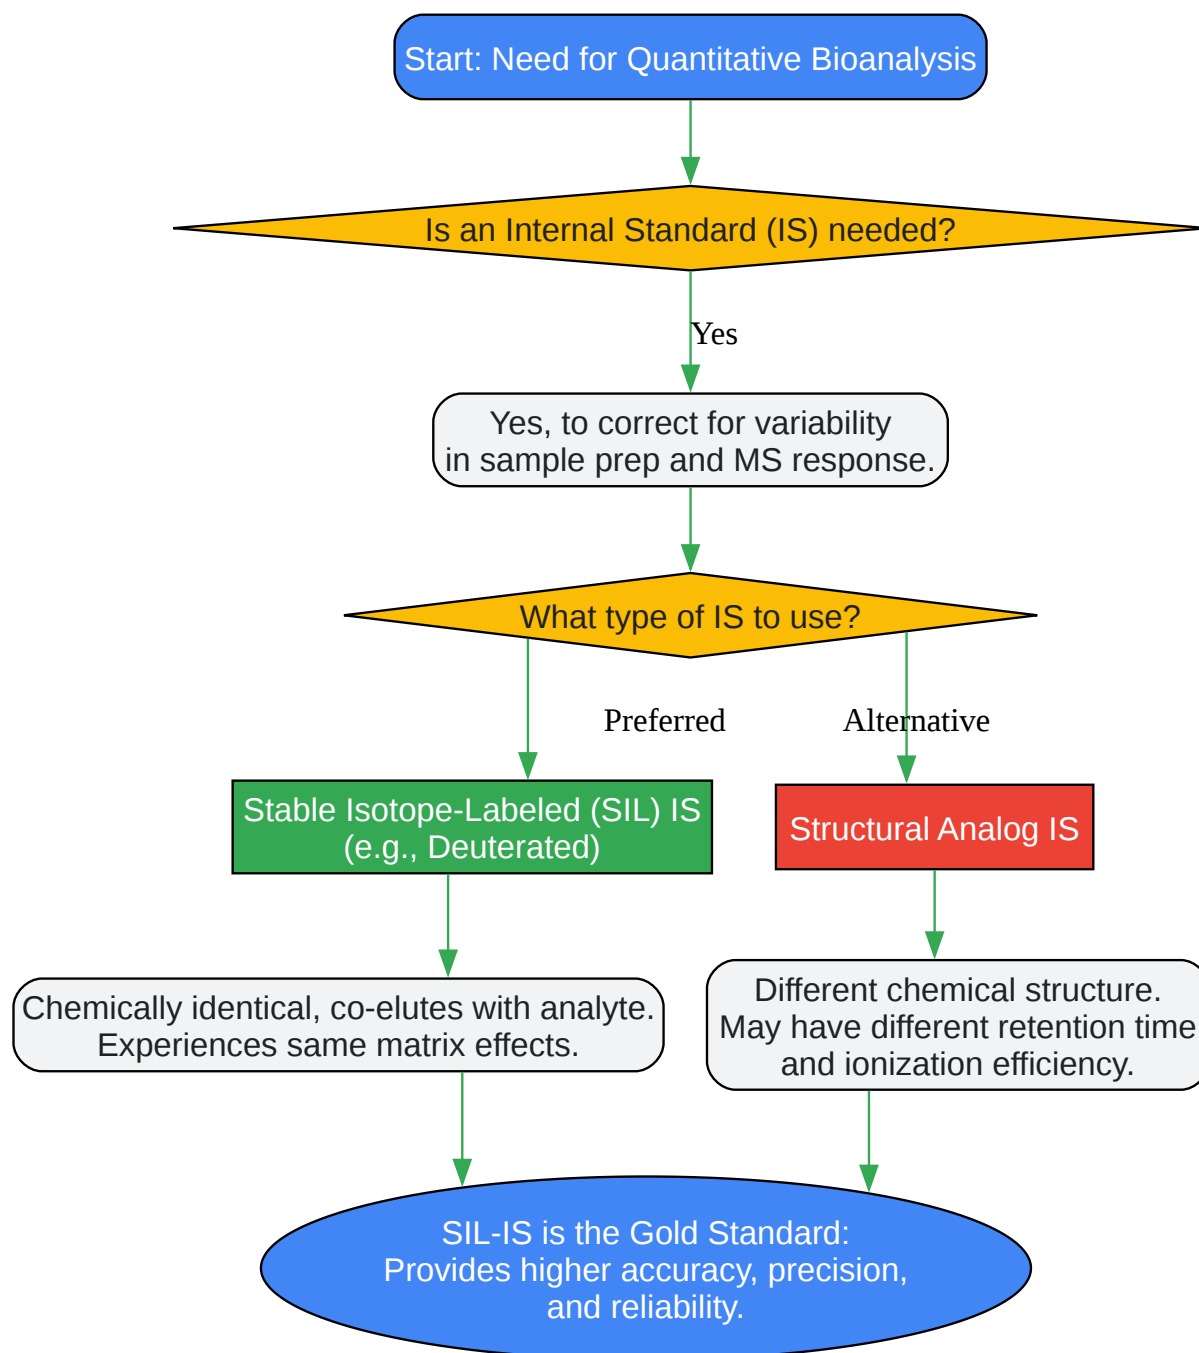 Start: Need for Quantitative Bioanalysis
Is an Internal Standard (IS) needed?
Yes
Yes, to correct for variability
in sample prep and MS response.
What type of IS to use?
Preferred
Alternative
Stable Isotope-Labeled (SIL) IS
(e.g., Deuterated)
Structural Analog IS
Chemically identical, co-elutes with analyte.
Experiences same matrix effects.
Different chemical structure.
May have different retention time
and ionization efficiency.
SIL-IS is the Gold Standard:
Provides higher accuracy, precision,
and reliability.